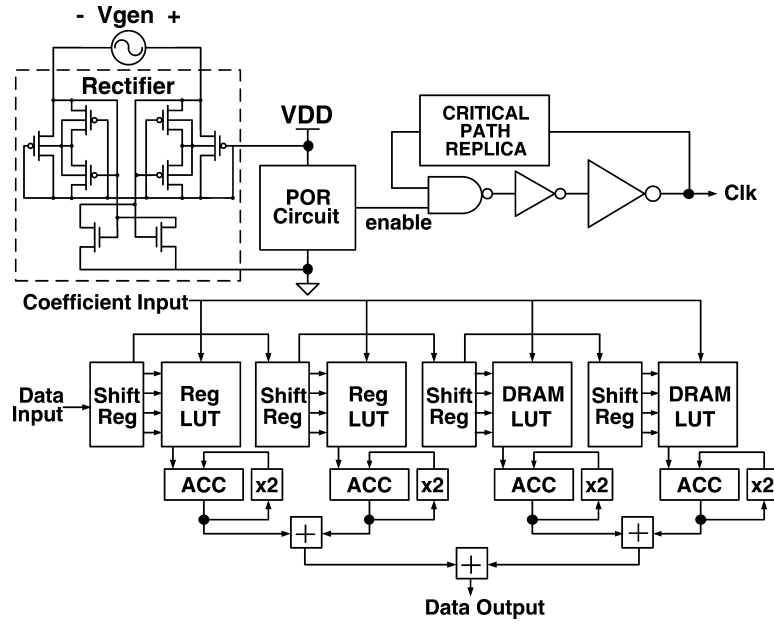 - Vgen +
Rectifier
VDD
POR
Circuit
enable
CRITICAL
PATH
REPLICA
Clk
Coefficient Input
Data
Input
Shift
Reg
Reg
LUT
Shift
Reg
Reg
LUT
Shift
Reg
DRAM
LUT
Shift
Reg
DRAM
LUT
ACC
x2
ACC
x2
ACC
x2
ACC
x2
+
+
+
Data Output